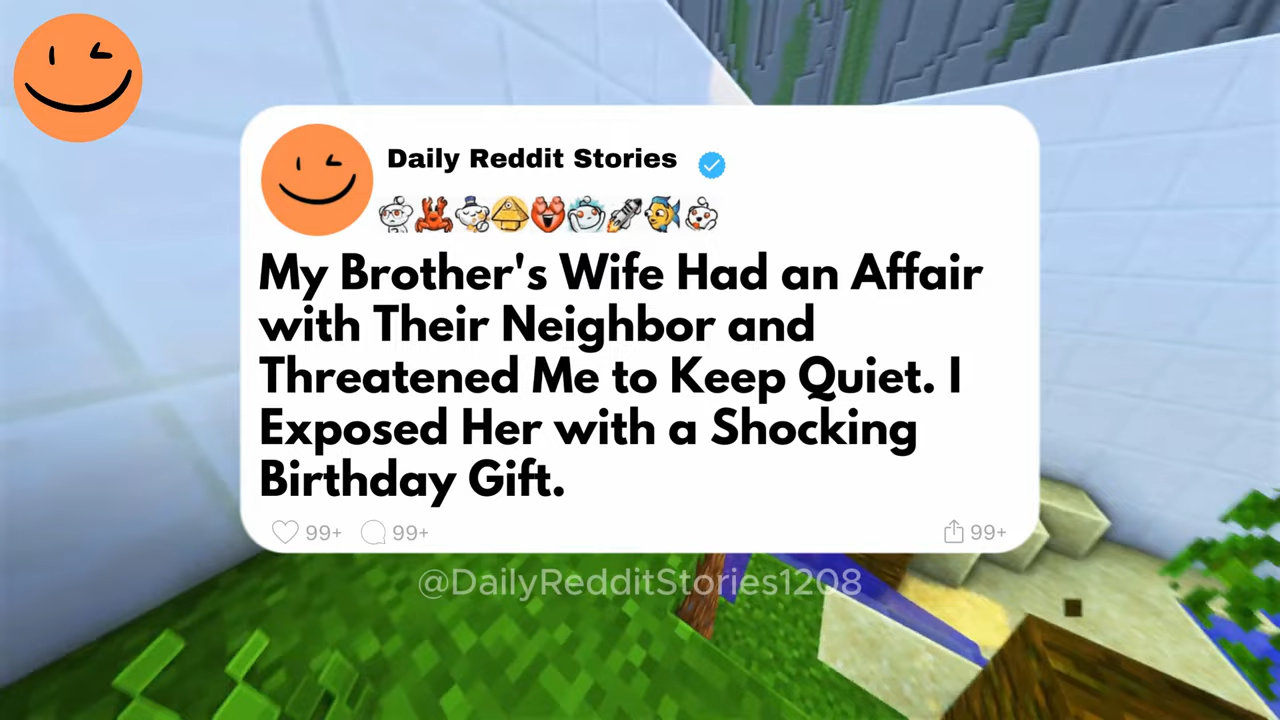 Daily Reddit Stories
My Brother's Wife Had an Affair
with Their Neighbor and
Threatened Me to Keep Quiet. I
Exposed Her with a Shocking
Birthday Gift.
99+ 99+ 99+
@DailyRedditStories1208